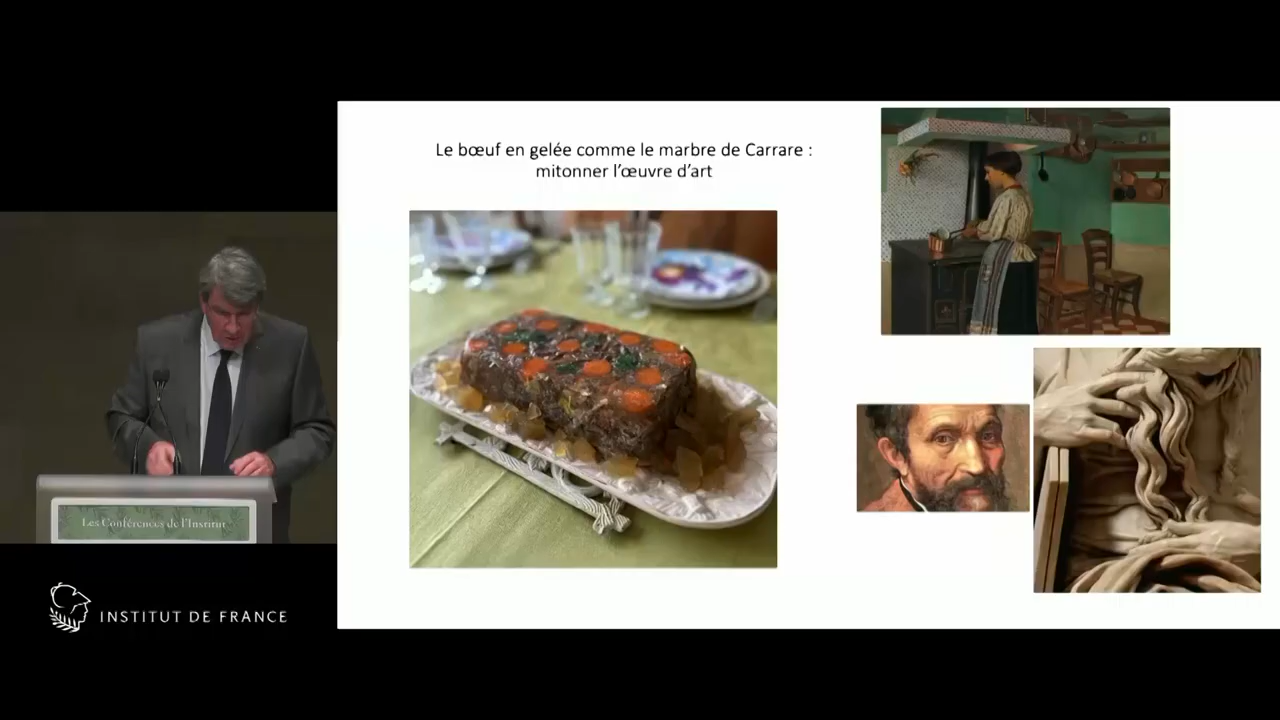 Le bœuf en gelée comme le marbre de Carrare :
mitonner l'œuvre d'art
Les Conférences de l'Institut
INSTITUT DE FRANCE